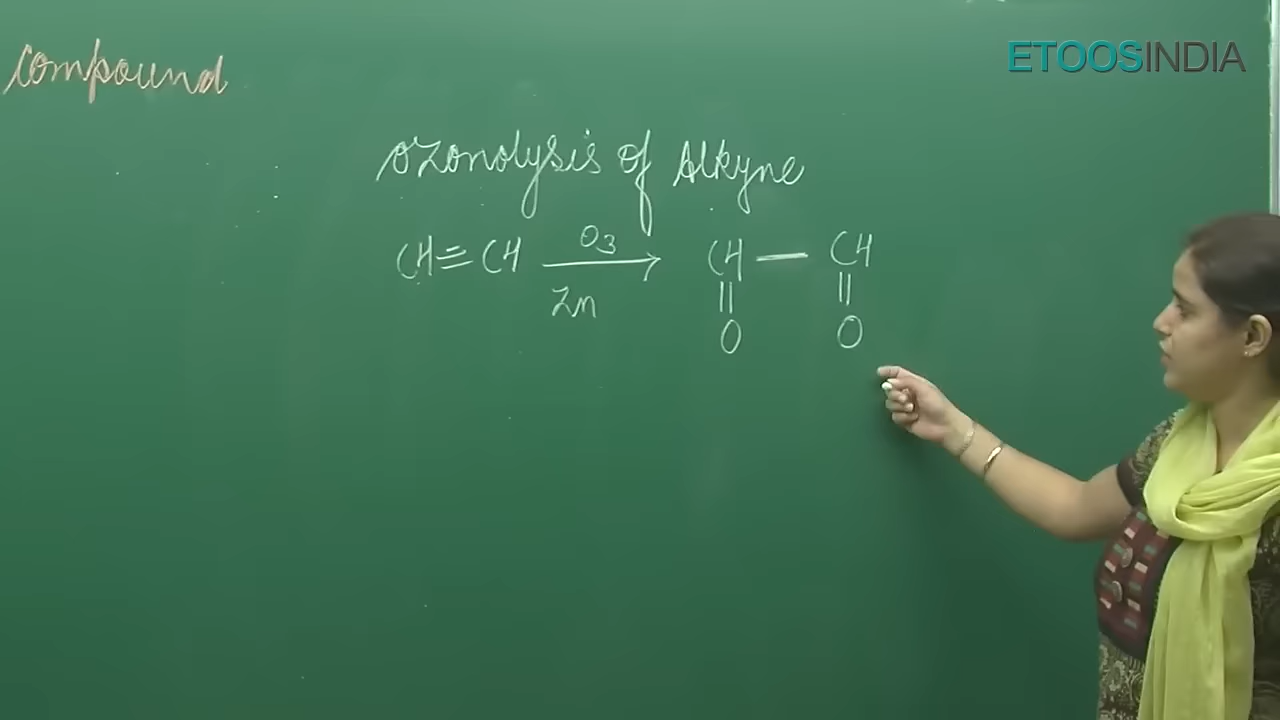 compound
ETOOSINDIA
Ozonolysis of Alkyne
CH≡CH O3 CH — CH
Zn || ||
O O